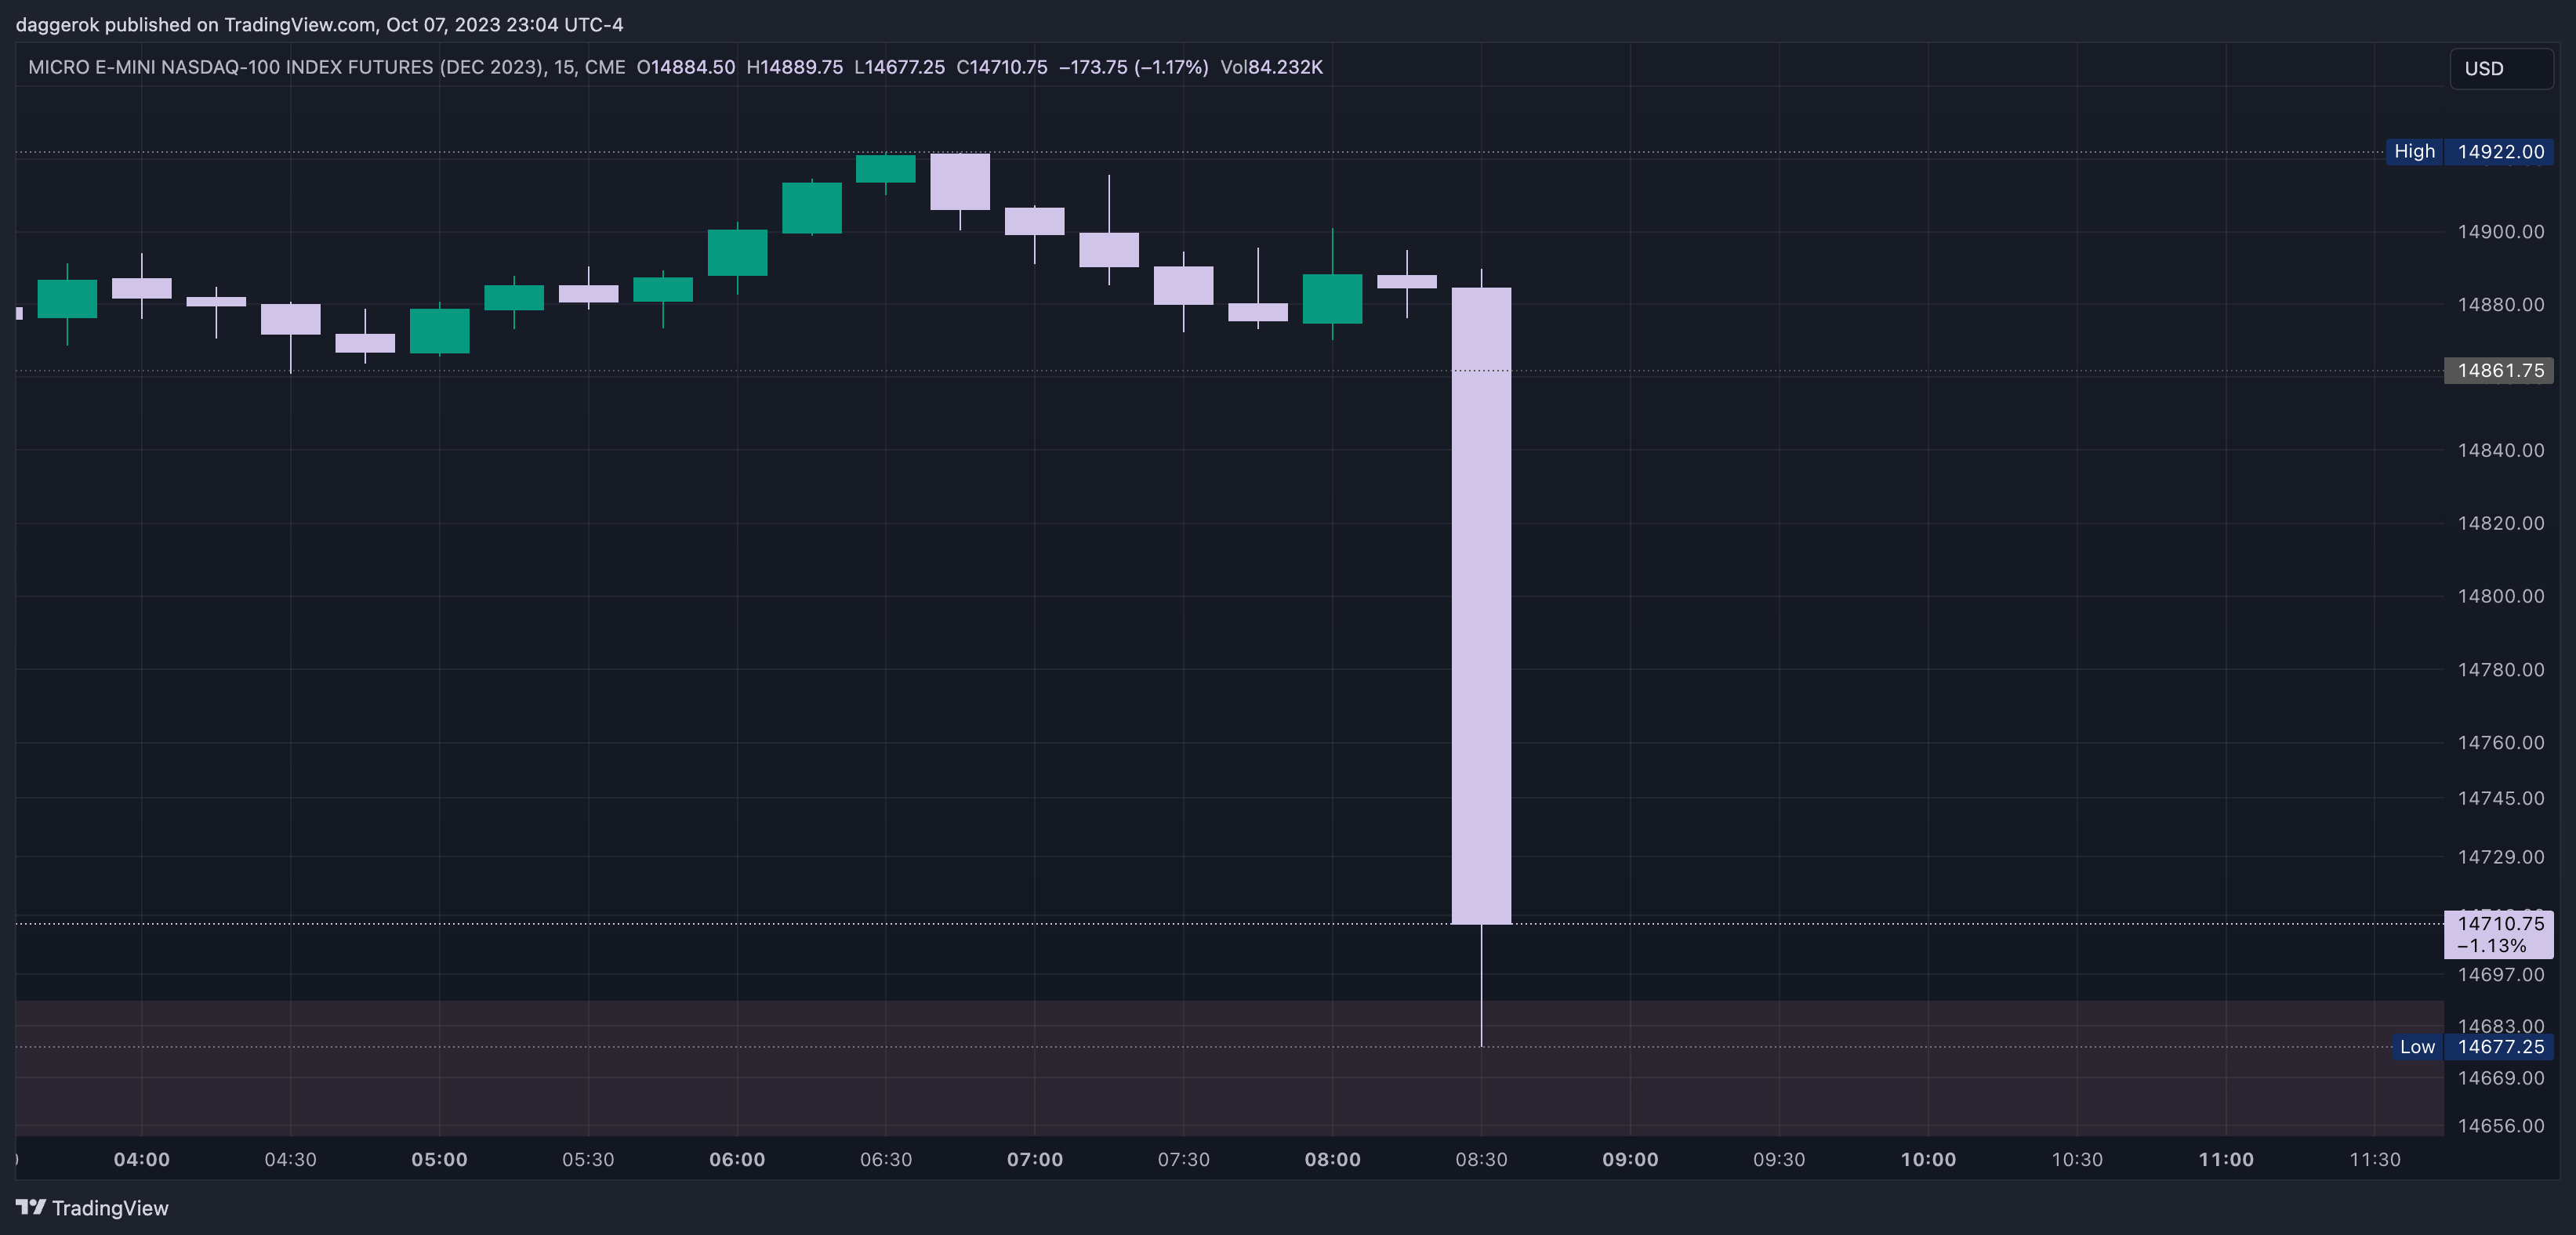 daggerok published on TradingView.com, Oct 07, 2023 23:04 UTC-4
MICRO E-MINI NASDAQ-100 INDEX FUTURES (DEC 2023), 15, CME O14884.50 H14889.75 L14677.25 C14710.75 −173.75 (−1.17%) Vol84.232K
USD
High 14922.00
14900.00
14880.00
14861.75
14840.00
14820.00
14800.00
14780.00
14760.00
14745.00
14729.00
14710.75
−1.13%
14697.00
14683.00
Low 14677.25
14669.00
14656.00
04:00 04:30 05:00 05:30 06:00 06:30 07:00 07:30 08:00 08:30 09:00 09:30 10:00 10:30 11:00 11:30
TradingView